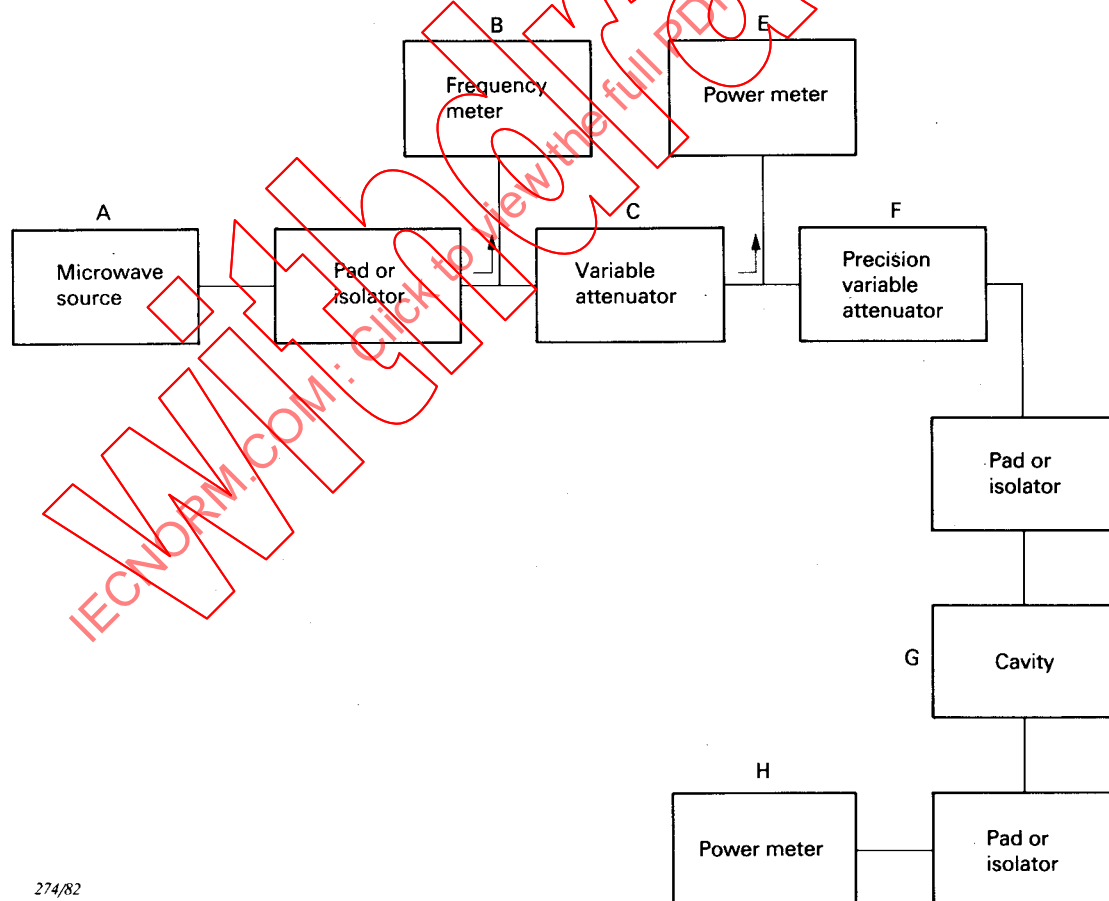 B
E
Frequency
meter
Power meter
A
C
F
Microwave
source
Pad or
isolator
Variable
attenuator
Precision
variable
attenuator
Pad or
isolator
G
Cavity
H
Power meter
Pad or
isolator
274/82
IECNORM.COM : Click to view the full PDF